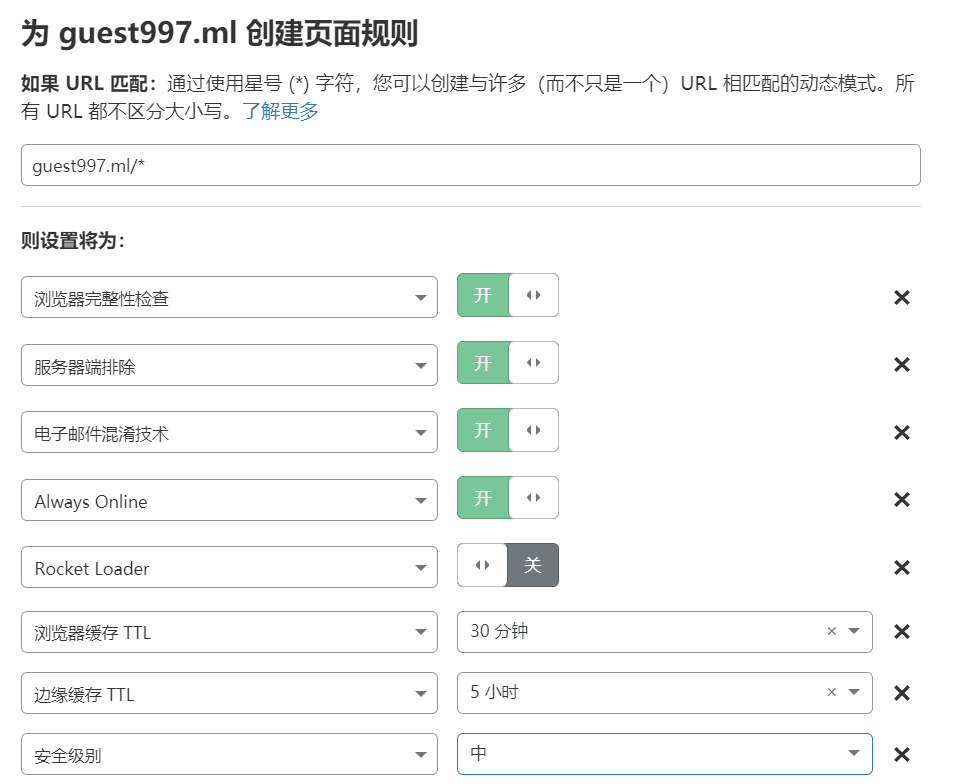 为 guest997.ml 创建页面规则
如果 URL 匹配：通过使用星号 (*) 字符，您可以创建与许多（而不只是一个）URL 相匹配的动态模式。所
有 URL 都不区分大小写。了解更多
guest997.ml/*
则设置将为：
浏览器完整性检查 开
服务器端排除 开
电子邮件混淆技术 开
Always Online 开
Rocket Loader 关
浏览器缓存 TTL 30 分钟
边缘缓存 TTL 5 小时
安全级别 中